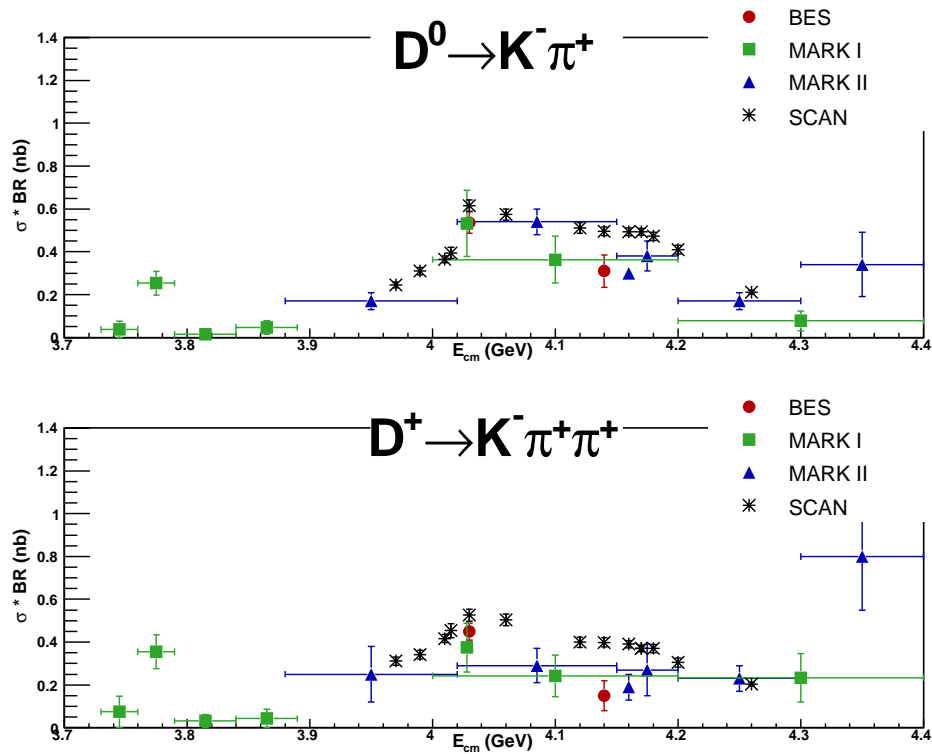 D⁰→K⁻π⁺
BES
MARK I
MARK II
SCAN
σ * BR (nb)
1.4
1.2
1
0.8
0.6
0.4
0.2
0
3.7 3.8 3.9 4 4.1 4.2 4.3 4.4
E_cm (GeV)
D⁺→K⁻π⁺π⁺
BES
MARK I
MARK II
SCAN
σ * BR (nb)
1.4
1.2
1
0.8
0.6
0.4
0.2
0
3.7 3.8 3.9 4 4.1 4.2 4.3 4.4
E_cm (GeV)